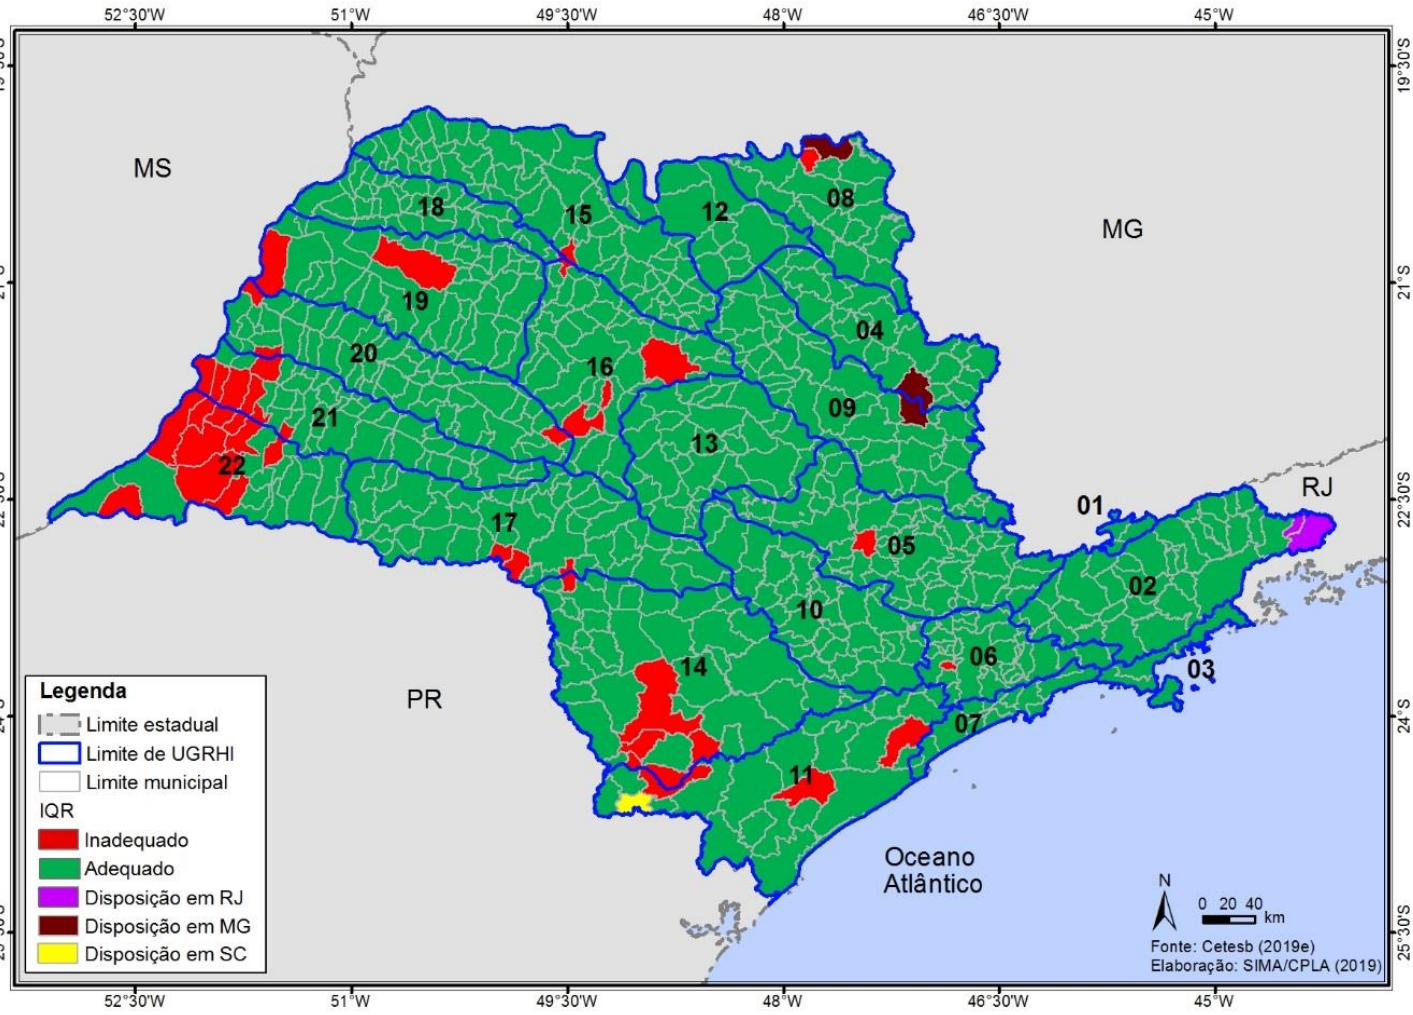 52°30'W 51°W 49°30'W 48°W 46°30'W 45°W
19°30'S
MS
MG
18
15
12
08
19
04
20
16
09
21
13
22
RJ
01
22°30'S
17
05
02
10
06
03
14
07
PR
11
Legenda
Limite estadual
Limite de UGRHI
Limite municipal
IQR
Inadequado
Adequado
Disposição em RJ
Disposição em MG
Disposição em SC
Oceano
Atlântico
N
0 20 40
km
Fonte: Cetesb (2019e)
Elaboração: SIMA/CPLA (2019)
21°S
24°S
25°30'S
52°30'W 51°W 49°30'W 48°W 46°30'W 45°W